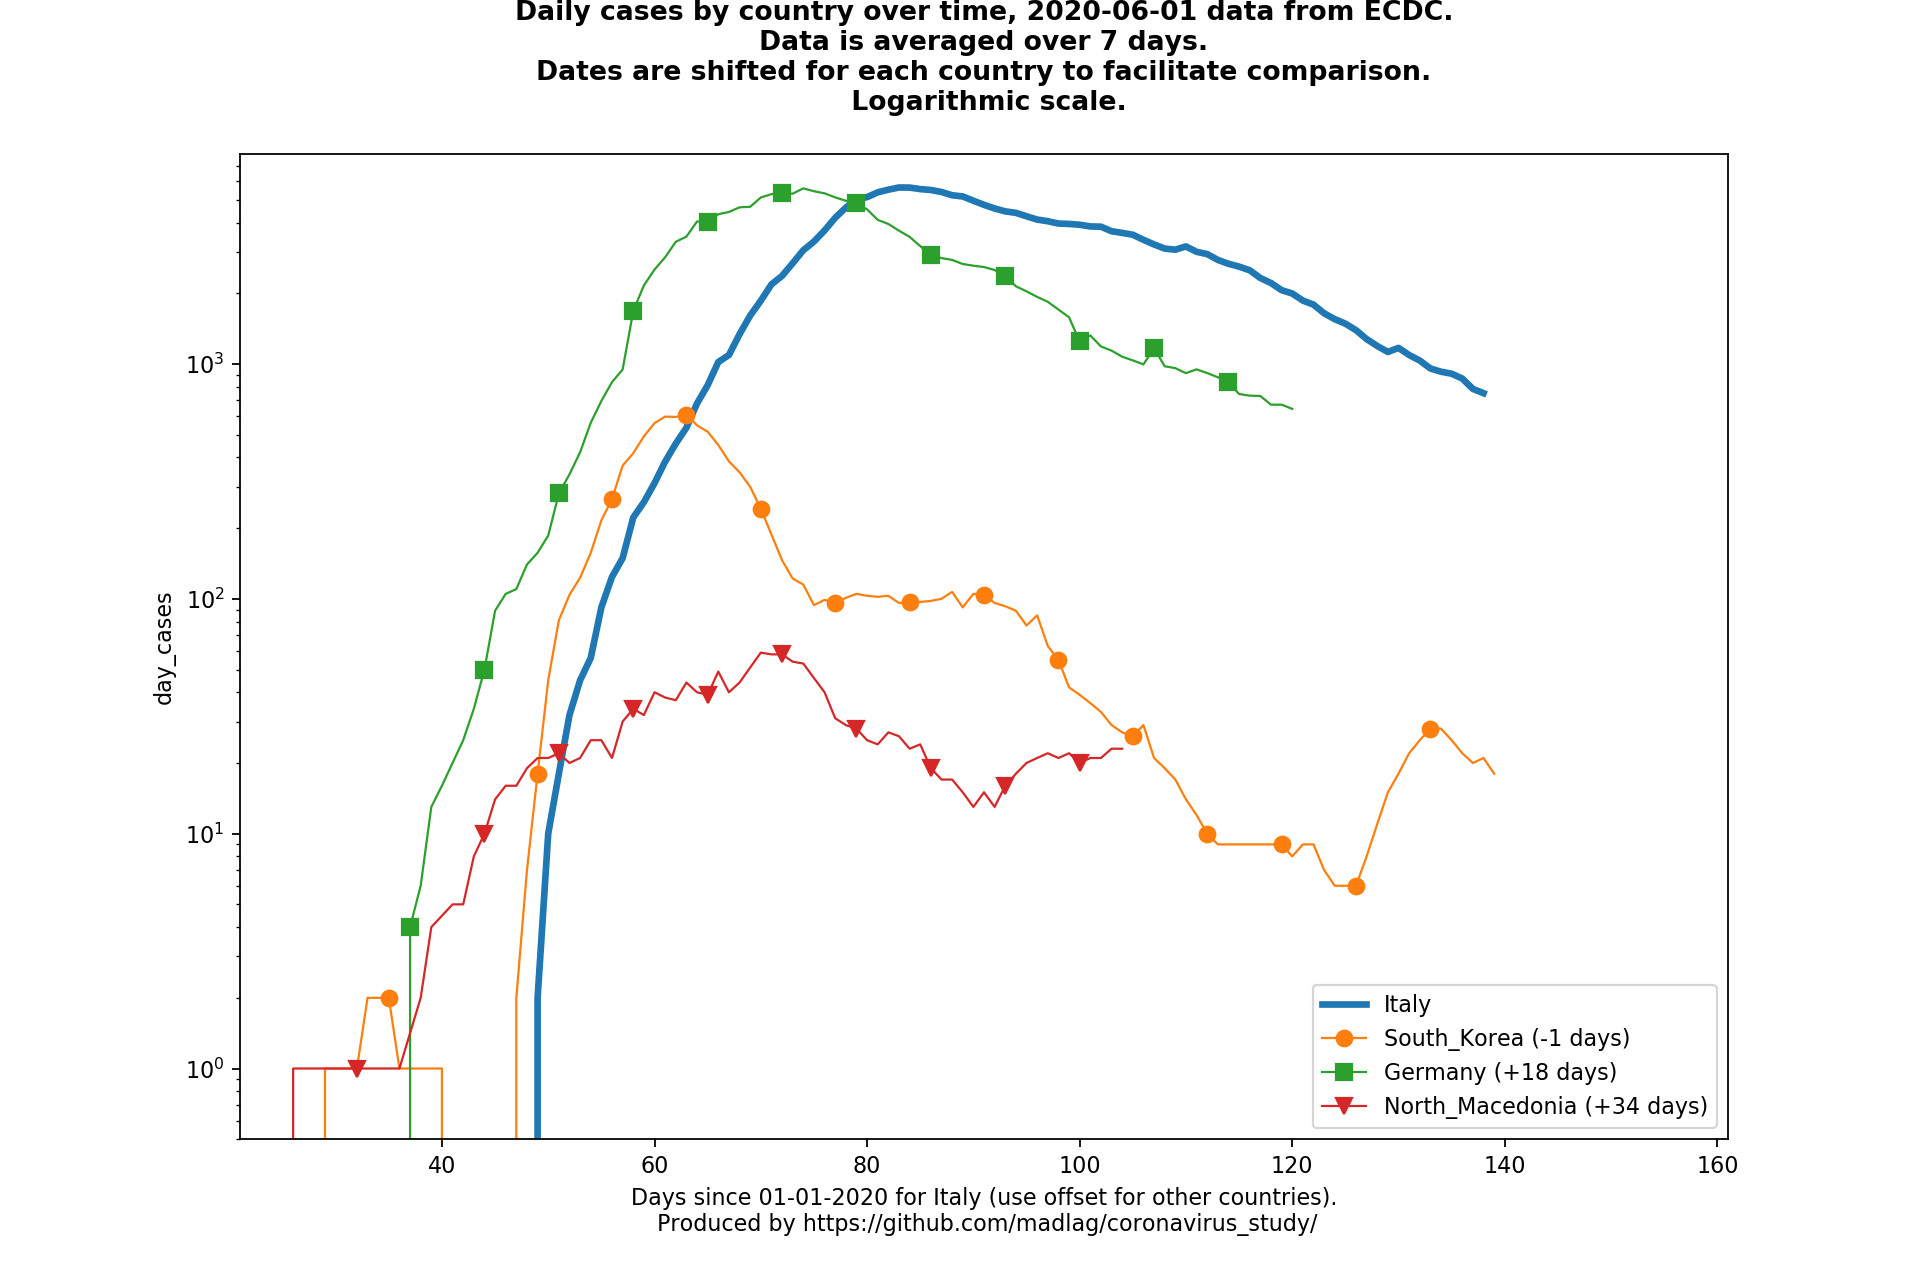 Daily cases by country over time, 2020-06-01 data from ECDC.
Data is averaged over 7 days.
Dates are shifted for each country to facilitate comparison.
Logarithmic scale.
day_cases
10³
10²
10¹
10⁰
40 60 80 100 120 140 160
Italy
South_Korea (-1 days)
Germany (+18 days)
North_Macedonia (+34 days)
Days since 01-01-2020 for Italy (use offset for other countries).
Produced by https://github.com/madlag/coronavirus_study/